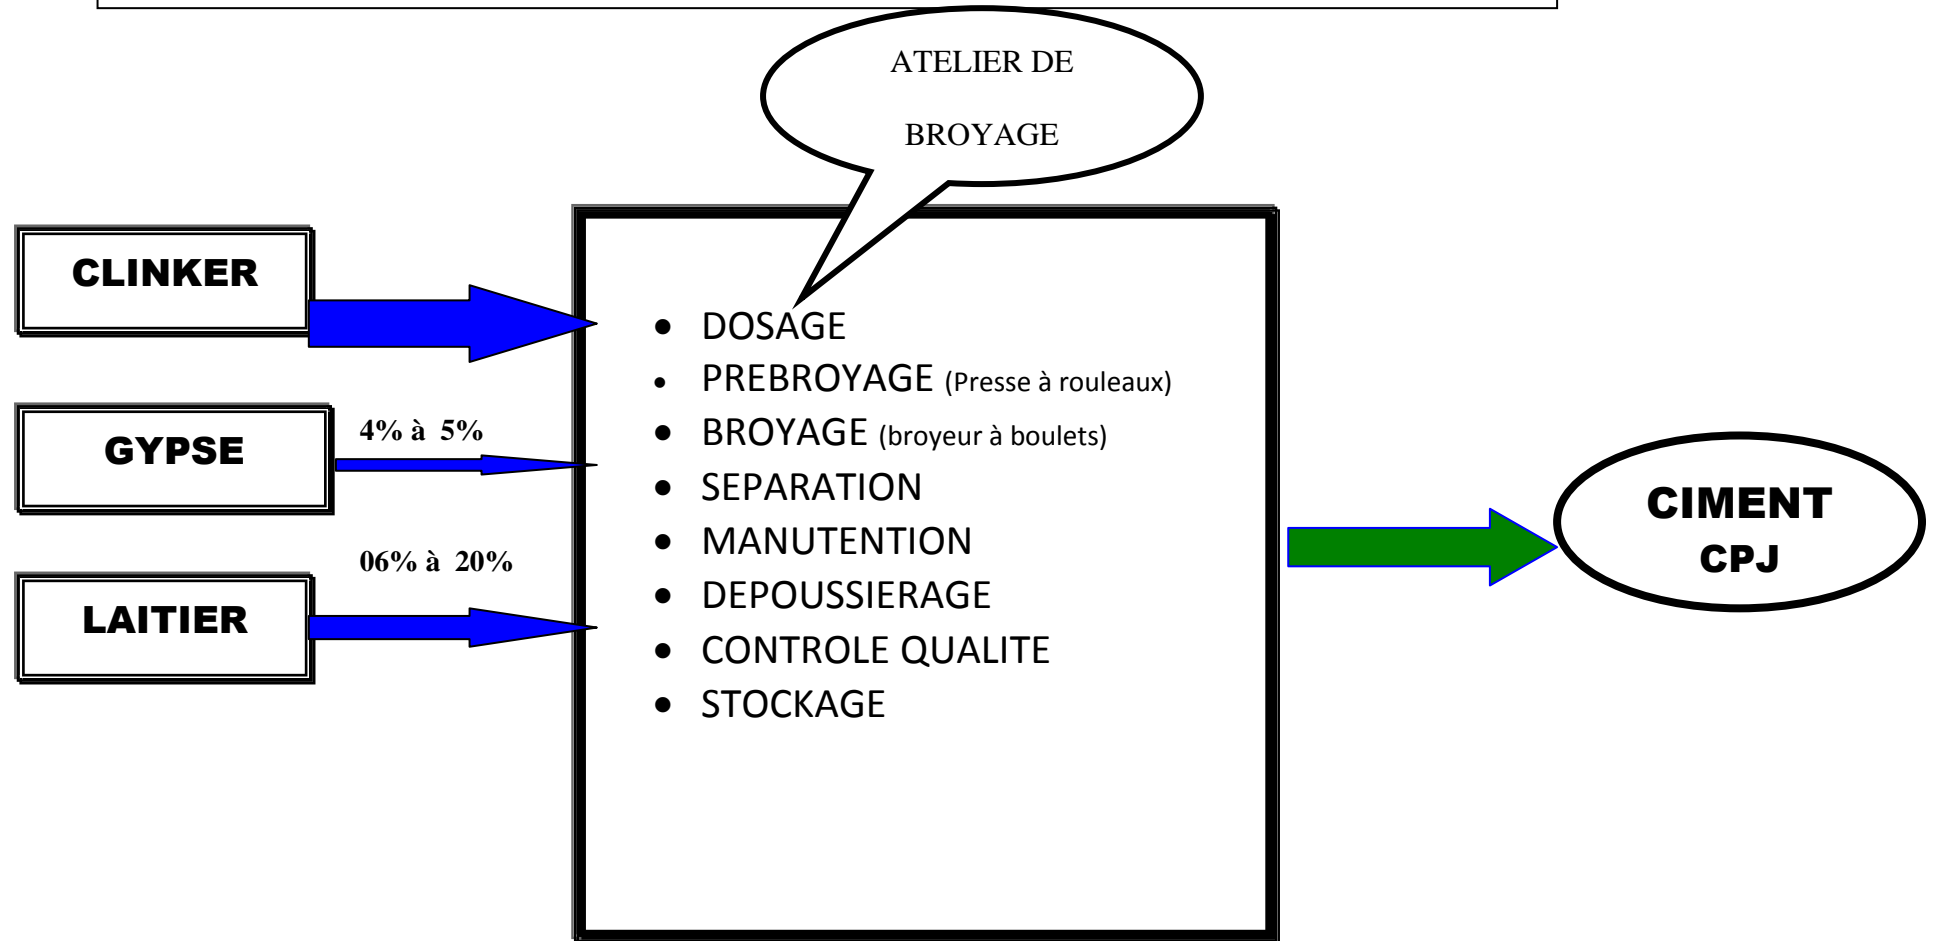 ATELIER DE
BROYAGE
CLINKER
GYPSE
4% à 5%
LAITIER
06% à 20%
• DOSAGE
• PREBROYAGE (Presse à rouleaux)
• BROYAGE (broyeur à boulets)
• SEPARATION
• MANUTENTION
• DEPOUSSIERAGE
• CONTROLE QUALITE
• STOCKAGE
CIMENT
CPJ